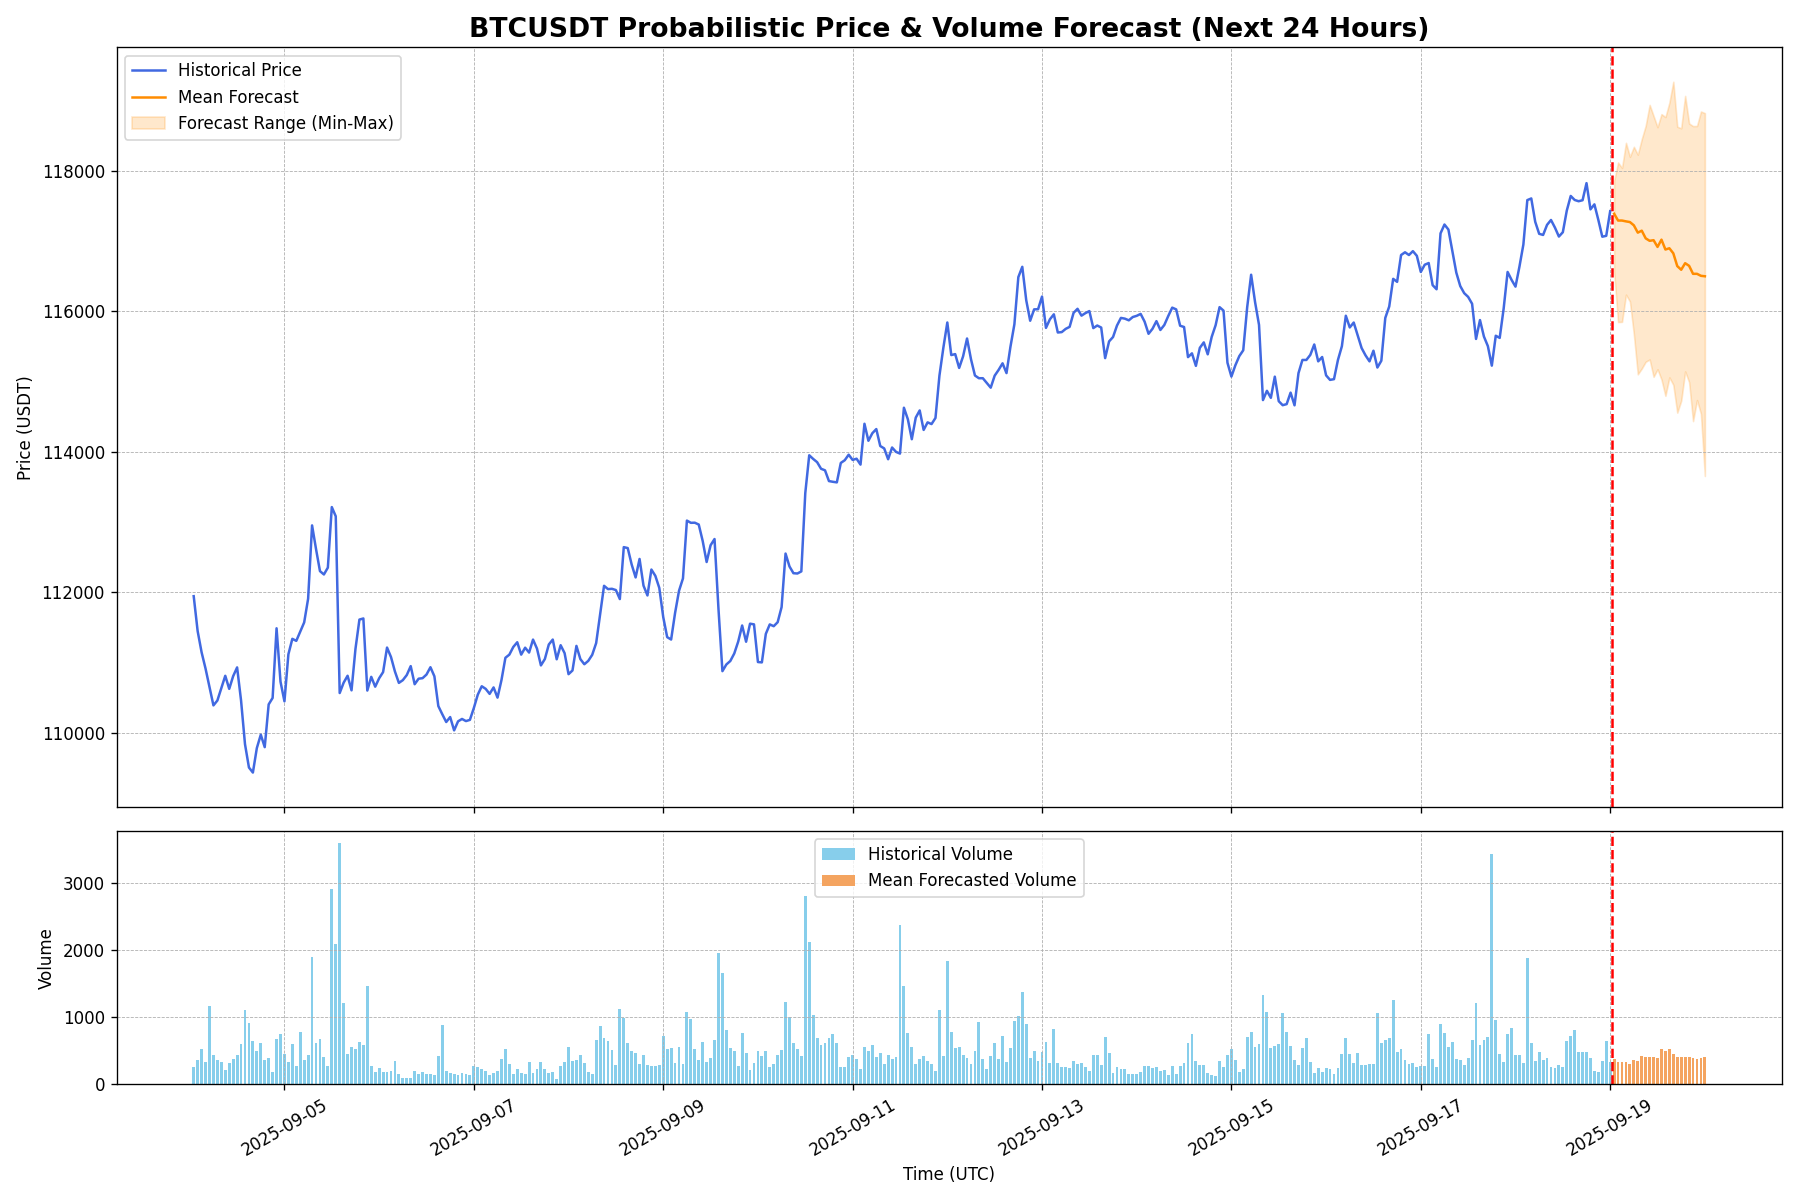 BTCUSDT Probabilistic Price & Volume Forecast (Next 24 Hours)
Historical Price
Mean Forecast
Forecast Range (Min-Max)
118000
116000
114000
112000
110000
Price (USDT)
Historical Volume
Mean Forecasted Volume
3000
2000
1000
0
Volume
2025-09-05
2025-09-07
2025-09-09
2025-09-11
2025-09-13
2025-09-15
2025-09-17
2025-09-19
Time (UTC)